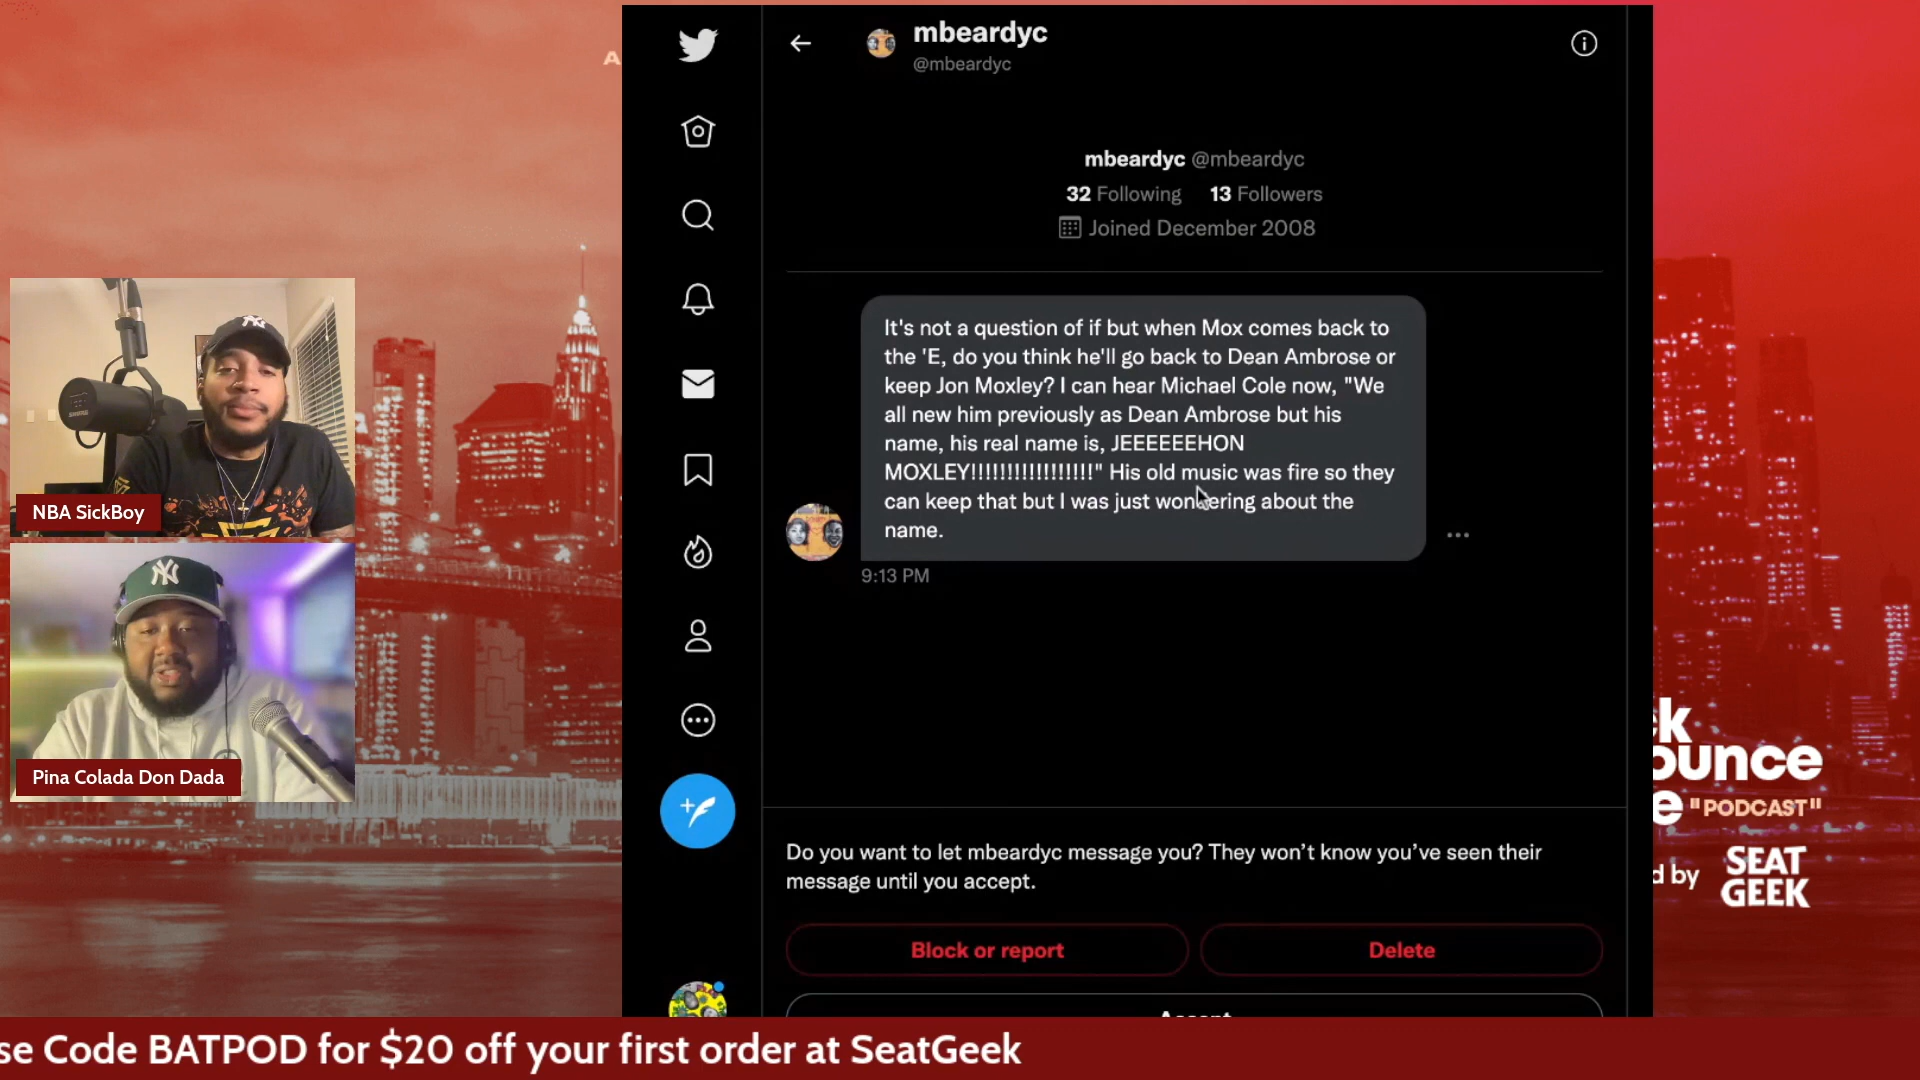 A
mbeardyc
@mbeardyc
mbeardyc @mbeardyc
32 Following 13 Followers
Joined December 2008
It's not a question of if but when Mox comes back to
the 'E, do you think he'll go back to Dean Ambrose or
keep Jon Moxley? I can hear Michael Cole now, "We
all new him previously as Dean Ambrose but his
name, his real name is, JEEEEEEHON
MOXLEY!!!!!!!!!!!!!!!!!" His old music was fire so they
can keep that but I was just wondering about the
name.
9:13 PM
Do you want to let mbeardyc message you? They won’t know you’ve seen their
message until you accept.
Block or report
Delete
Accept
SHURE
NY
NBA SickBoy
NY
Pina Colada Don Dada
k
ounce
e "PODCAST"
d by SEAT
GEEK
se Code BATPOD for $20 off your first order at SeatGeek